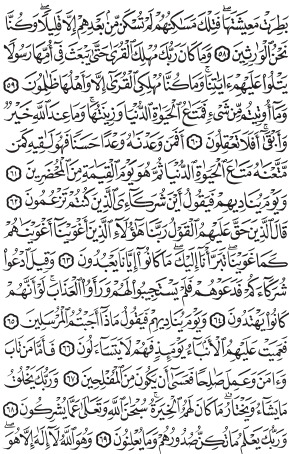 بَطِرَتْ مَعِيشَتَهَا فَتِلْكَ مَسَٰكِنُهُمْ لَمْ تُسْكَن مِّنۢ بَعْدِهِمْ إِلَّا قَلِيلًا وَكُنَّا
نَحْنُ ٱلْوَٰرِثِينَ ٥٨ وَمَا كَانَ رَبُّكَ مُهْلِكَ ٱلْقُرَىٰ حَتَّىٰ يَبْعَثَ فِىٓ أُمِّهَا رَسُولًا
يَتْلُوا۟ عَلَيْهِمْ ءَايَٰتِنَا وَمَا كُنَّا مُهْلِكِى ٱلْقُرَىٰٓ إِلَّا وَأَهْلُهَا ظَٰلِمُونَ ٥٩
وَمَآ أُوتِيتُم مِّن شَىْءٍ فَمَتَٰعُ ٱلْحَيَوٰةِ ٱلدُّنْيَا وَزِينَتُهَا وَمَا عِندَ ٱللَّهِ خَيْرٌ
وَأَبْقَىٰٓ أَفَلَا تَعْقِلُونَ ٦٠ أَفَمَن وَعَدْنَٰهُ وَعْدًا حَسَنًا فَهُوَ لَٰقِيهِ كَمَن
مَّتَّعْنَٰهُ مَتَٰعَ ٱلْحَيَوٰةِ ٱلدُّنْيَا ثُمَّ هُوَ يَوْمَ ٱلْقِيَٰمَةِ مِنَ ٱلْمُحْضَرِينَ ٦١
وَيَوْمَ يُنَادِيهِمْ فَيَقُولُ أَيْنَ شُرَكَآءِىَ ٱلَّذِينَ كُنتُمْ تَزْعُمُونَ ٦٢
قَالَ ٱلَّذِينَ حَقَّ عَلَيْهِمُ ٱلْقَوْلُ رَبَّنَا هَٰٓؤُلَآءِ ٱلَّذِينَ أَغْوَيْنَآ أَغْوَيْنَٰهُمْ
كَمَا غَوَيْنَا تَبَرَّأْنَآ إِلَيْكَ مَا كَانُوٓا۟ إِيَّانَا يَعْبُدُونَ ٦٣ وَقِيلَ ٱدْعُوا۟
شُرَكَآءَكُمْ فَدَعَوْهُمْ فَلَمْ يَسْتَجِيبُوا۟ لَهُمْ وَرَأَوُا۟ ٱلْعَذَابَ لَوْ أَنَّهُمْ
كَانُوا۟ يَهْتَدُونَ ٦٤ وَيَوْمَ يُنَادِيهِمْ فَيَقُولُ مَاذَآ أَجَبْتُمُ ٱلْمُرْسَلِينَ ٦٥
فَعَمِيَتْ عَلَيْهِمُ ٱلْأَنۢبَآءُ يَوْمَئِذٍ فَهُمْ لَا يَتَسَآءَلُونَ ٦٦ فَأَمَّا مَن تَابَ
وَءَامَنَ وَعَمِلَ صَٰلِحًا فَعَسَىٰٓ أَن يَكُونَ مِنَ ٱلْمُفْلِحِينَ ٦٧ وَرَبُّكَ يَخْلُقُ
مَا يَشَآءُ وَيَخْتَارُ مَا كَانَ لَهُمُ ٱلْخِيَرَةُ سُبْحَٰنَ ٱللَّهِ وَتَعَٰلَىٰ عَمَّا يُشْرِكُونَ ٦٨
وَرَبُّكَ يَعْلَمُ مَا تُكِنُّ صُدُورُهُمْ وَمَا يُعْلِنُونَ ٦٩ وَهُوَ ٱللَّهُ لَآ إِلَٰهَ إِلَّا هُوَ